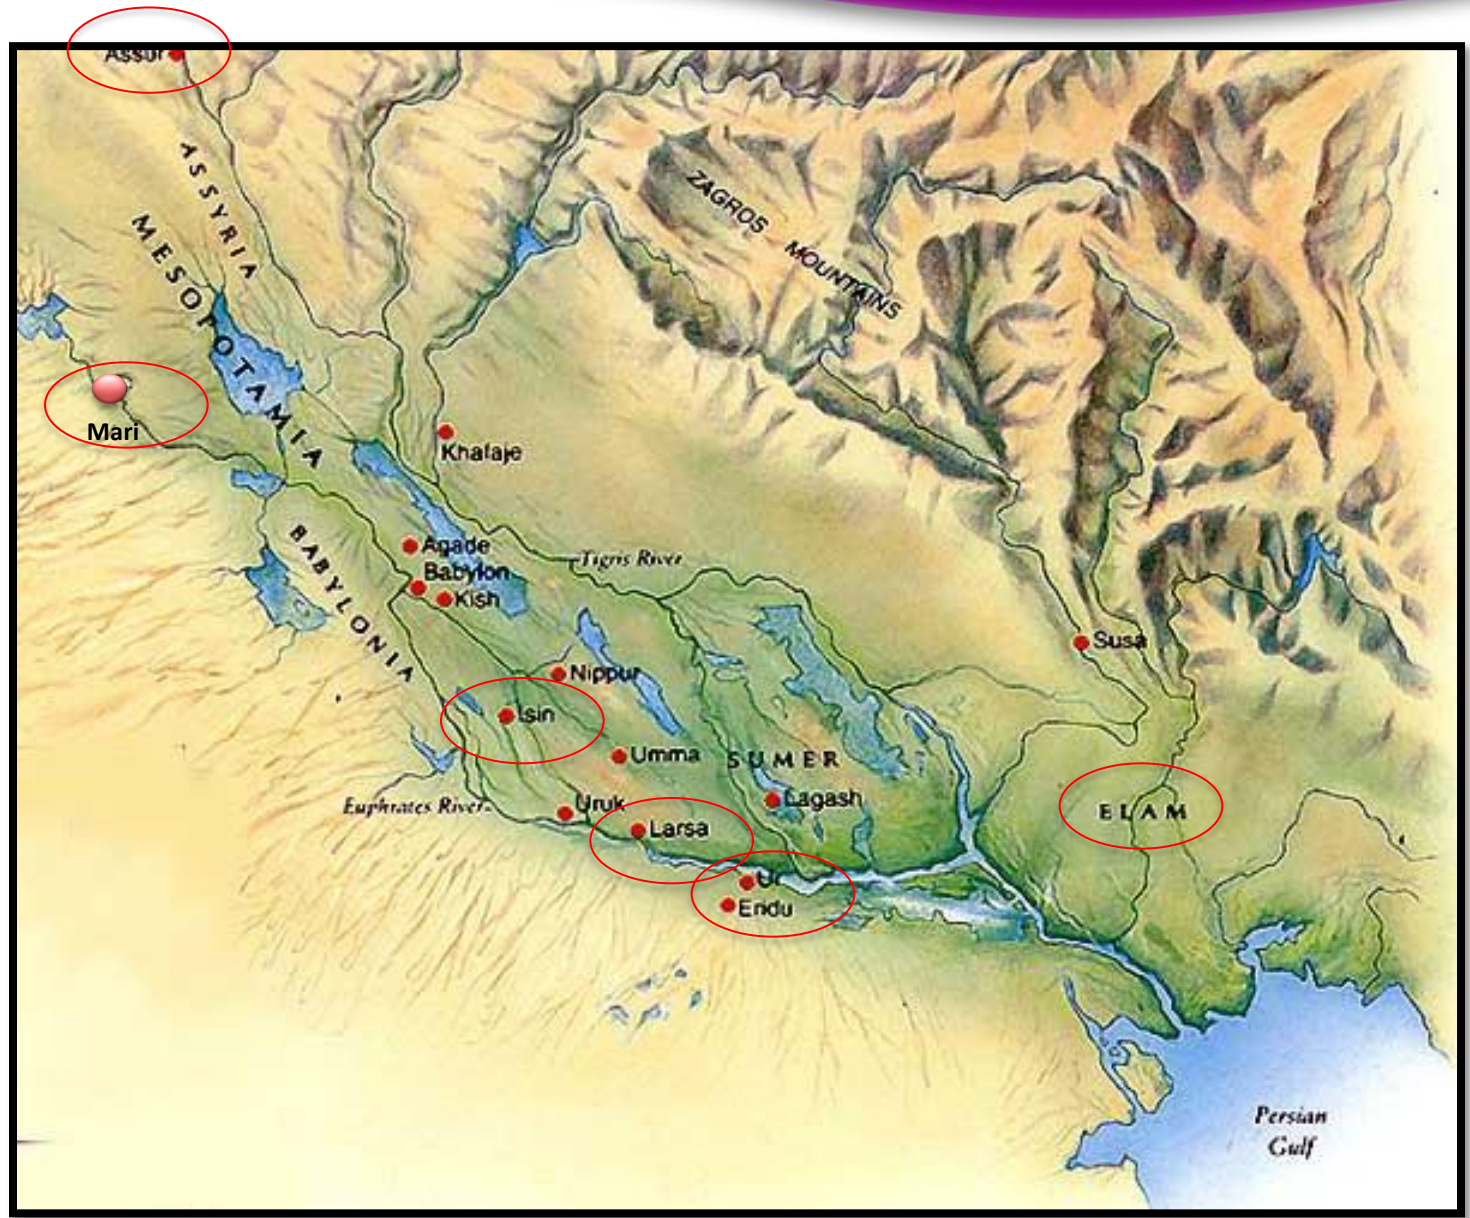 Assur
ASSYRIA
MESOPOTAMIA
ZAGROS MOUNTAINS
Mari
Khafaje
BABYLONIA
Agade
Babylon
Kish
Tigris River
Susa
Nippur
Isin
Umma
SUMER
Euphrates River
Uruk
Lagash
Larsa
ELAM
Ur
Eridu
Persian
Gulf